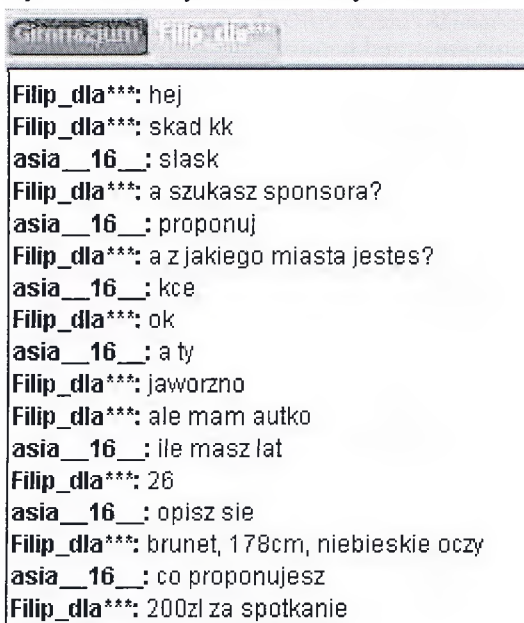 Gimnazjum Filip_dla***
Filip_dla***: hej
Filip_dla***: skad kk
asia__16__: slask
Filip_dla***: a szukasz sponsora?
asia__16__: proponuj
Filip_dla***: a z jakiego miasta jestes?
asia__16__: kce
Filip_dla***: ok
asia__16__: a ty
Filip_dla***: jaworzno
Filip_dla***: ale mam autko
asia__16__: ile masz lat
Filip_dla***: 26
asia__16__: opisz sie
Filip_dla***: brunet, 178cm, niebieskie oczy
asia__16__: co proponujesz
Filip_dla***: 200zl za spotkanie